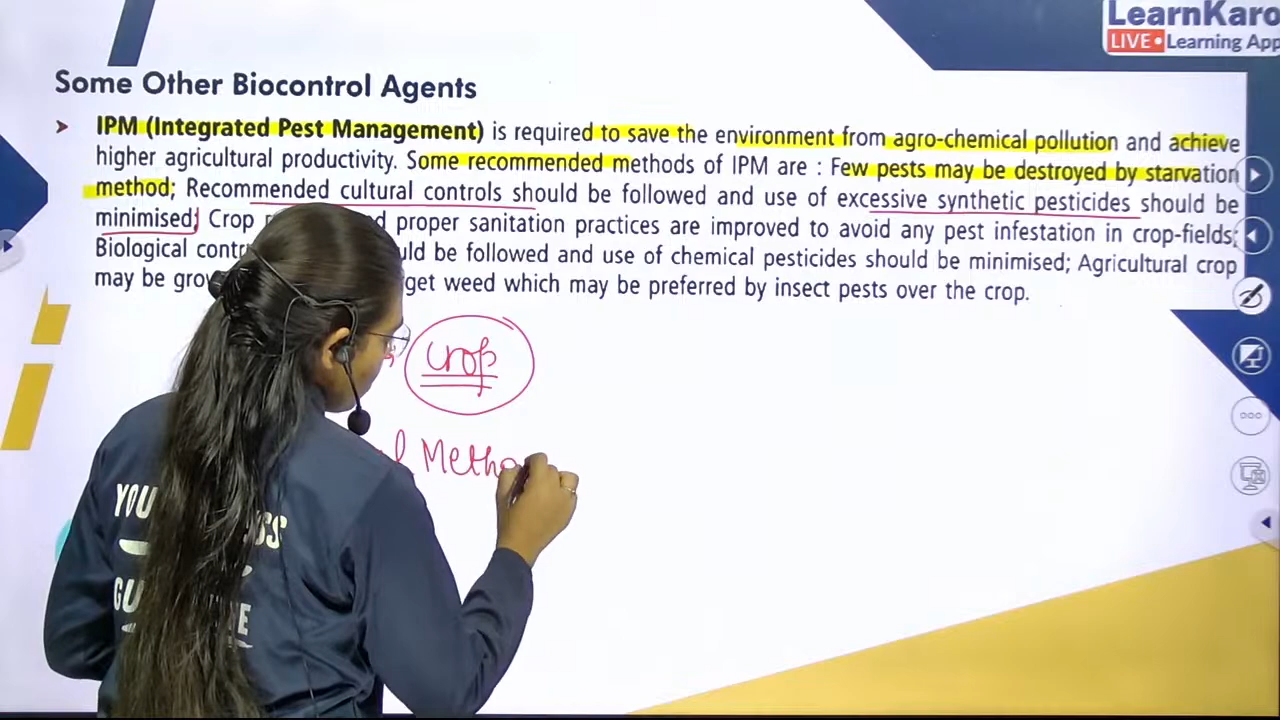 LearnKaro
LIVE • Learning App
Some Other Biocontrol Agents
➤ IPM (Integrated Pest Management) is required to save the environment from agro-chemical pollution and achieve
higher agricultural productivity. Some recommended methods of IPM are : Few pests may be destroyed by starvation
method; Recommended cultural controls should be followed and use of excessive synthetic pesticides should be
minimised; Crop proper sanitation practices are improved to avoid any pest infestation in crop-fields;
Biological be followed and use of chemical pesticides should be minimised; Agricultural crop
may be weed which may be preferred by insect pests over the crop.
Crop